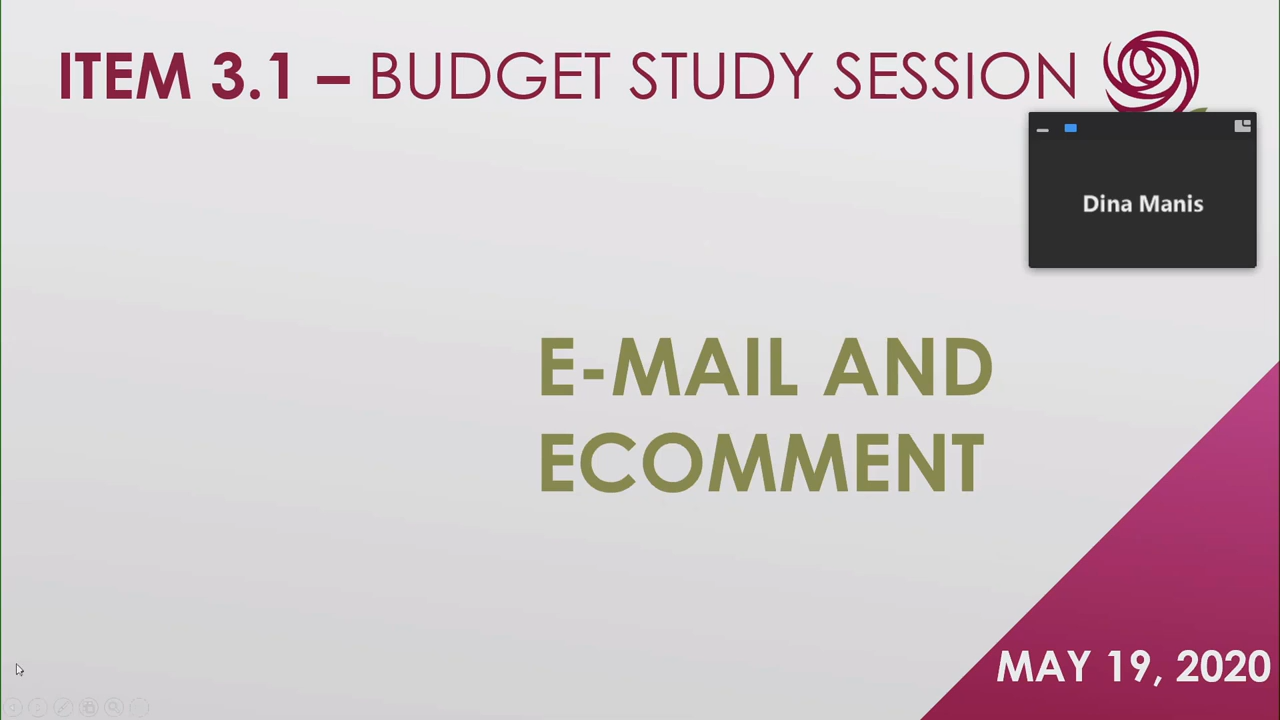 ITEM 3.1 – BUDGET STUDY SESSION
Dina Manis
E-MAIL AND
ECOMMENT
MAY 19, 2020